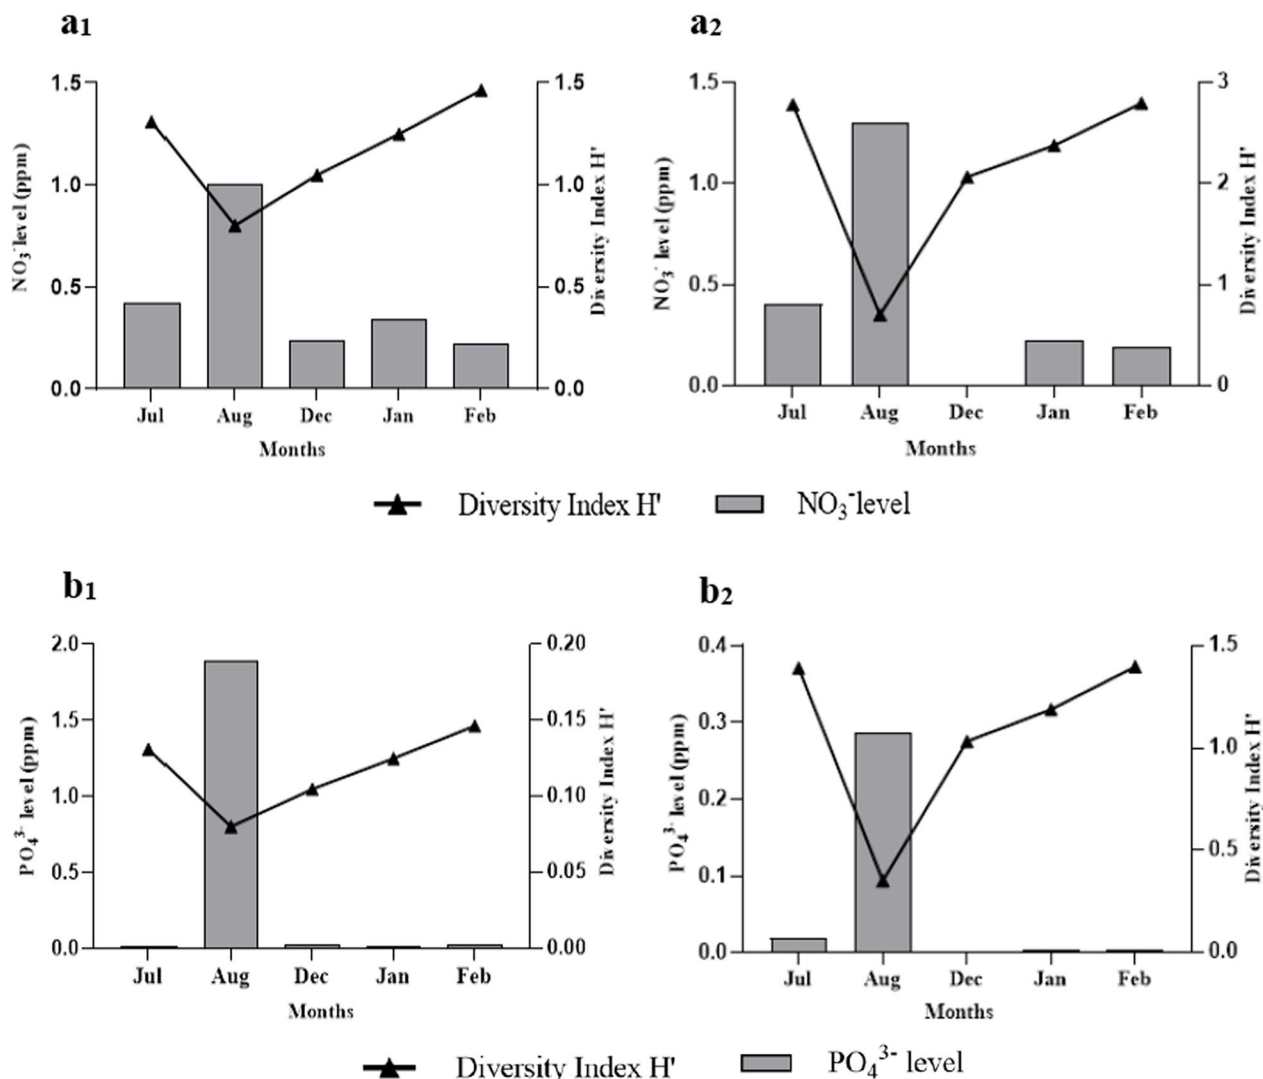 a1
NO3- level (ppm)
1.5
1.0
0.5
0.0
Jul Aug Dec Jan Feb
Months
1.5
1.0
0.5
0.0
Diversity Index H'
a2
NO3- level (ppm)
1.5
1.0
0.5
0.0
Jul Aug Dec Jan Feb
Months
3
2
1
0
Diversity Index H'
Diversity Index H' NO3-level
b1
PO4 3- level (ppm)
2.0
1.5
1.0
0.5
0.0
Jul Aug Dec Jan Feb
Months
0.20
0.15
0.10
0.05
0.00
Diversity Index H'
b2
PO4 3- level (ppm)
0.4
0.3
0.2
0.1
0.0
Jul Aug Dec Jan Feb
Months
1.5
1.0
0.5
0.0
Diversity Index H'
Diversity Index H' PO4 3- level